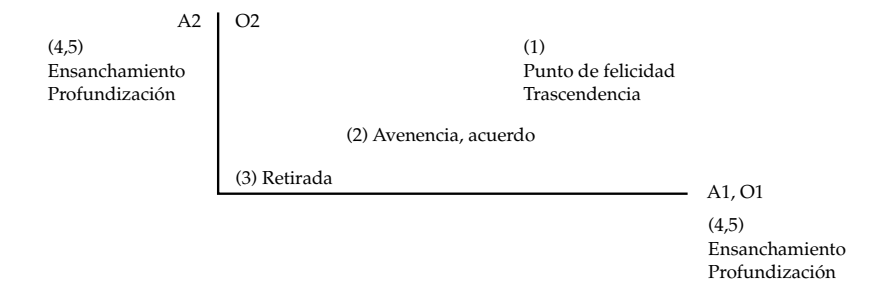 A2 O2
(4,5)
Ensanchamiento
Profundización
(1)
Punto de felicidad
Trascendencia
(2) Avenencia, acuerdo
(3) Retirada
A1, O1
(4,5)
Ensanchamiento
Profundización